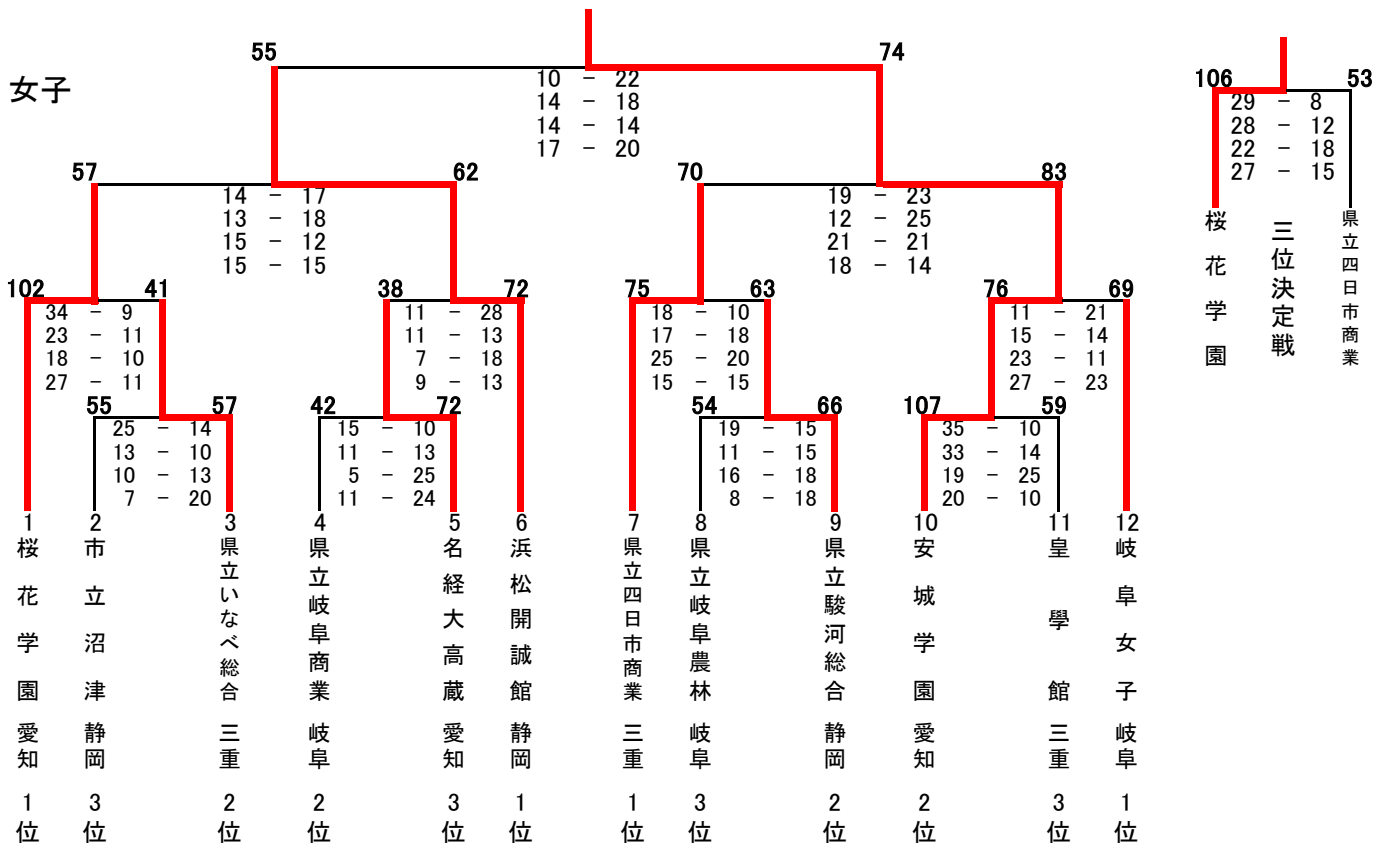 女子
55 74
10 － 22
14 － 18
14 － 14
17 － 20
57 62
14 － 17
13 － 18
15 － 12
15 － 15
70 83
19 － 23
12 － 25
21 － 21
18 － 14
102 41
34 － 9
23 － 11
18 － 10
27 － 11
38 72
11 － 28
11 － 13
7 － 18
9 － 13
75 63
18 － 10
17 － 18
25 － 20
15 － 15
76 69
11 － 21
15 － 14
23 － 11
27 － 23
55 57
25 － 14
13 － 10
10 － 13
7 － 20
42 72
15 － 10
11 － 13
5 － 25
11 － 24
54 66
19 － 15
11 － 15
16 － 18
8 － 18
107 59
35 － 10
33 － 14
19 － 25
20 － 10
1 桜花学園 愛知 1位
2 市立沼津 静岡 3位
3 県立いなべ総合 三重 2位
4 県立岐阜商業 岐阜 2位
5 名経大高蔵 愛知 3位
6 浜松開誠館 静岡 1位
7 県立四日市商業 三重 1位
8 県立岐阜農林 岐阜 3位
9 県立駿河総合 静岡 2位
10 安城学園 愛知 2位
11 皇學館 三重 3位
12 岐阜女子 岐阜 1位
106 53
29 － 8
28 － 12
22 － 18
27 － 15
桜花学園
三位決定戦
県立四日市商業